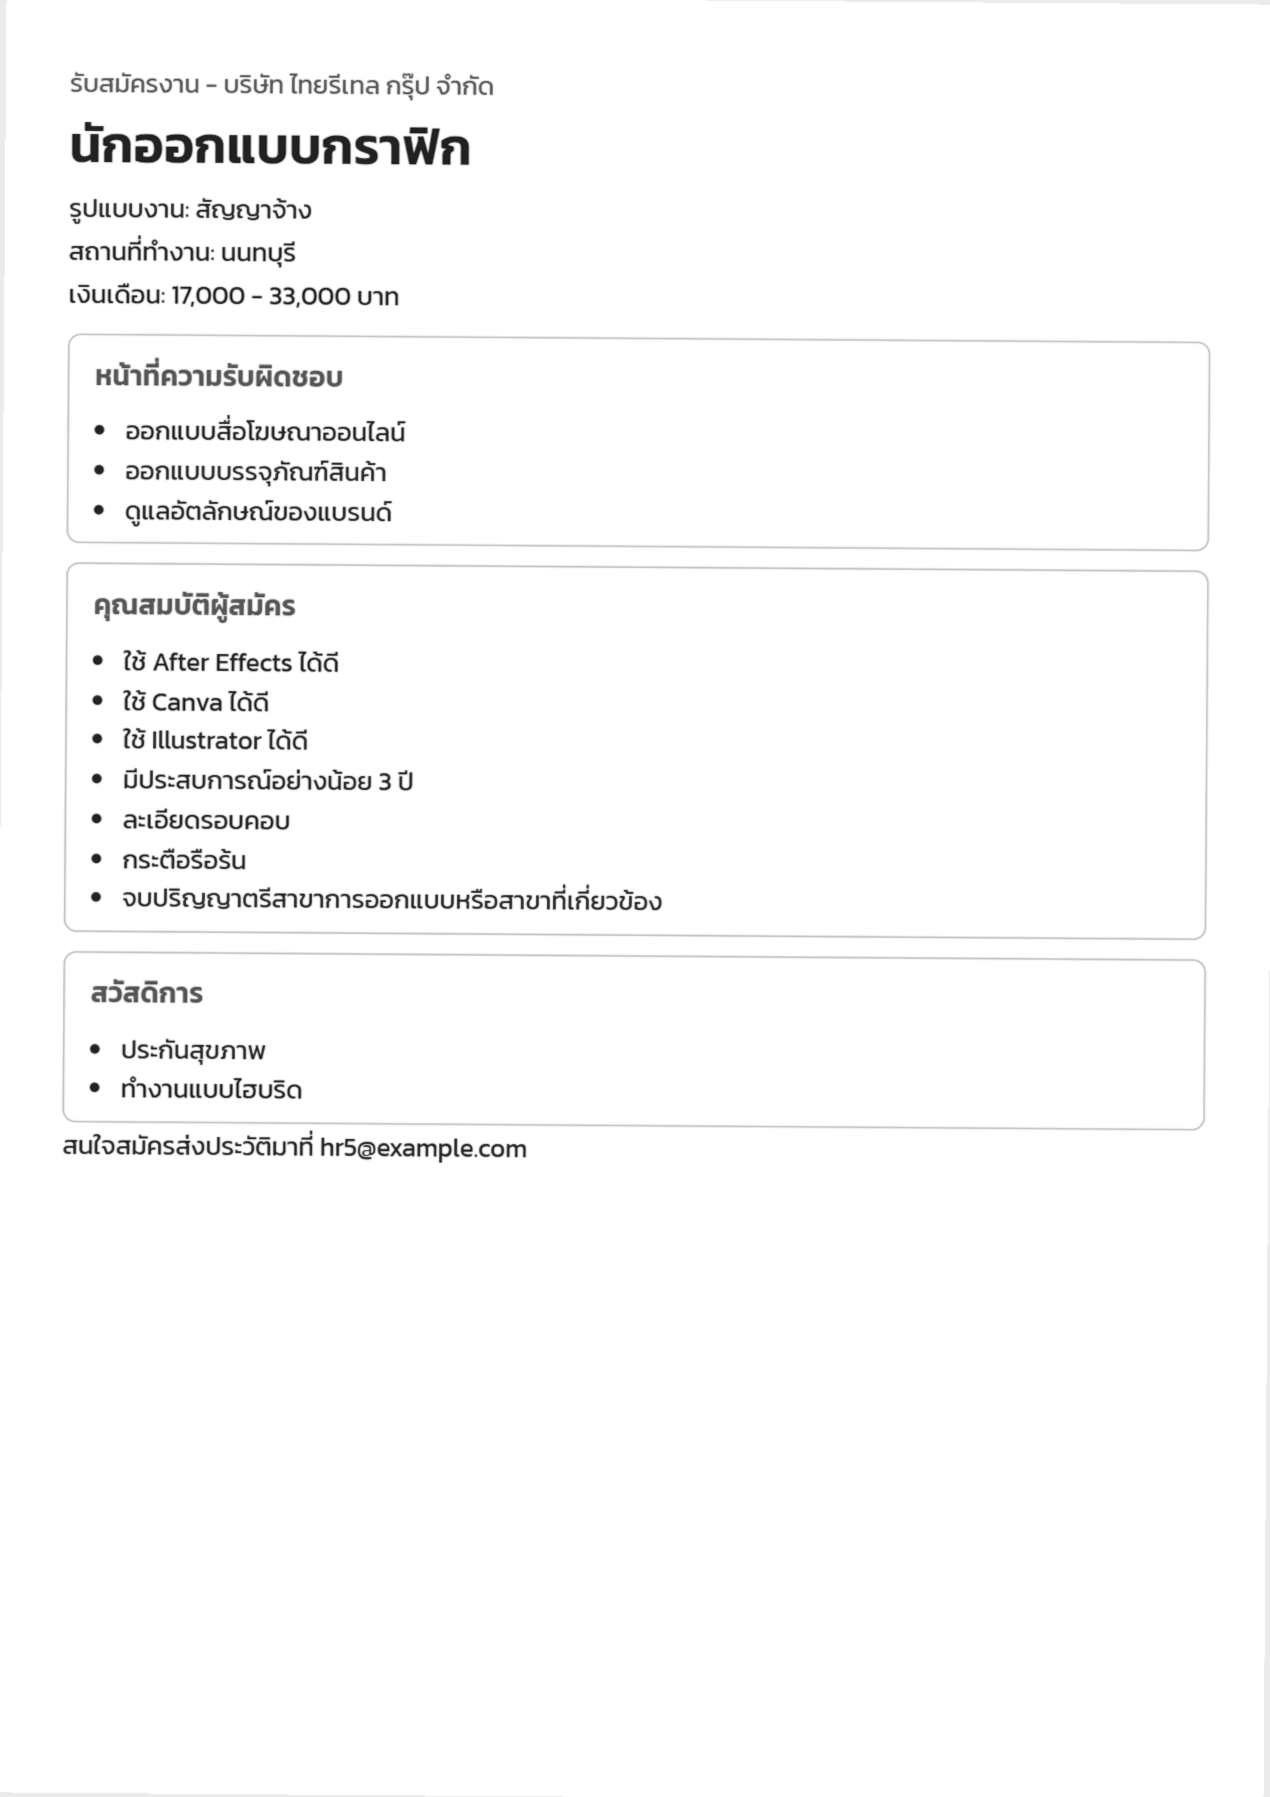 รับสมัครงาน – บริษัท ไทยรีเทล กรุ๊ป จำกัด
นักออกแบบกราฟิก
รูปแบบงาน: สัญญาจ้าง
สถานที่ทำงาน: นนทบุรี
เงินเดือน: 17,000 – 33,000 บาท
หน้าที่ความรับผิดชอบ
• ออกแบบสื่อโฆษณาออนไลน์
• ออกแบบบรรจุภัณฑ์สินค้า
• ดูแลอัตลักษณ์ของแบรนด์
คุณสมบัติผู้สมัคร
• ใช้ After Effects ได้ดี
• ใช้ Canva ได้ดี
• ใช้ Illustrator ได้ดี
• มีประสบการณ์อย่างน้อย 3 ปี
• ละเอียดรอบคอบ
• กระตือรือร้น
• จบปริญญาตรีสาขาการออกแบบหรือสาขาที่เกี่ยวข้อง
สวัสดิการ
• ประกันสุขภาพ
• ทำงานแบบไฮบริด
สนใจสมัครส่งประวัติมาที่ hr5@example.com